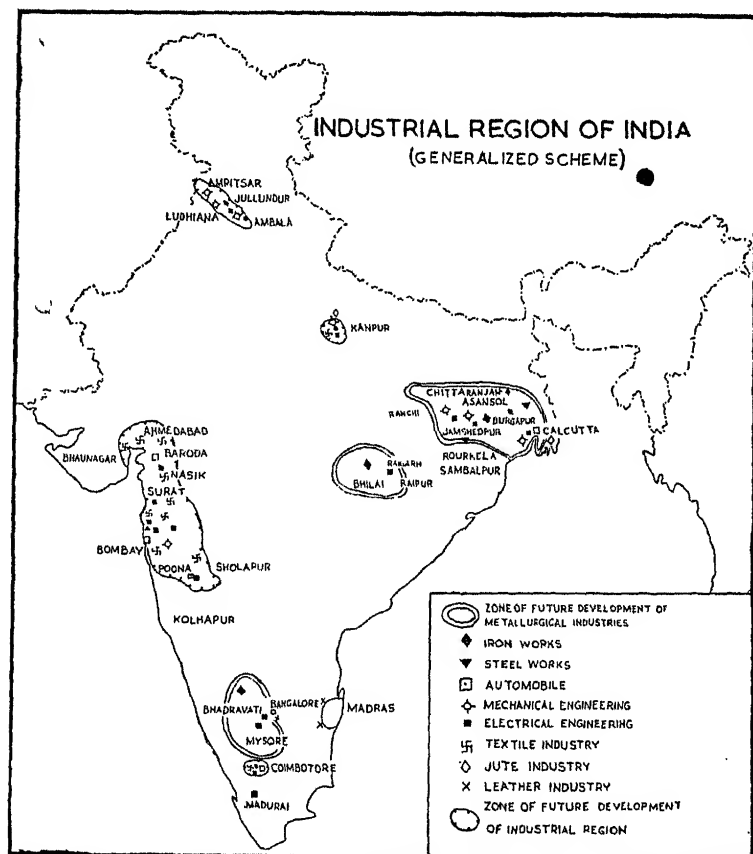 INDUSTRIAL REGION OF INDIA
(GENERALIZED SCHEME)
AMRITSAR
JULLUNDUR
LUDHIANA
AMBALA
KANPUR
CHITTARANJAN
ASANSOL
RANCHI
BURGAPUR
JAMSHEDPUR
CALCUTTA
ROURKELA
SAMBALPUR
AHMEDABAD
BHAUNAGAR
BARODA
NASIK
SURAT
BHILAI
RAIPUR
BOMBAY
POONA
SHOLAPUR
KOLHAPUR
BHADRAVATI
BANGALORE
MADRAS
MYSORE
COIMBOTORE
MADURAI
ZONE OF FUTURE DEVELOPMENT OF
METALLURGICAL INDUSTRIES
IRON WORKS
STEEL WORKS
AUTOMOBILE
MECHANICAL ENGINEERING
ELECTRICAL ENGINEERING
TEXTILE INDUSTRY
JUTE INDUSTRY
LEATHER INDUSTRY
ZONE OF FUTURE DEVELOPMENT
OF INDUSTRIAL REGION